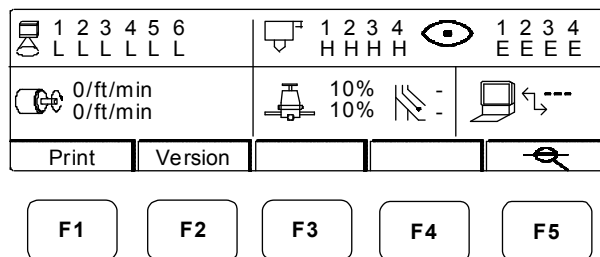 1 2 3 4 5 6
L L L L L L
1 2 3 4
H H H H
1 2 3 4
E E E E
0/ft/min
0/ft/min
10%
10%
-
-
---
Print
Version
F1
F2
F3
F4
F5